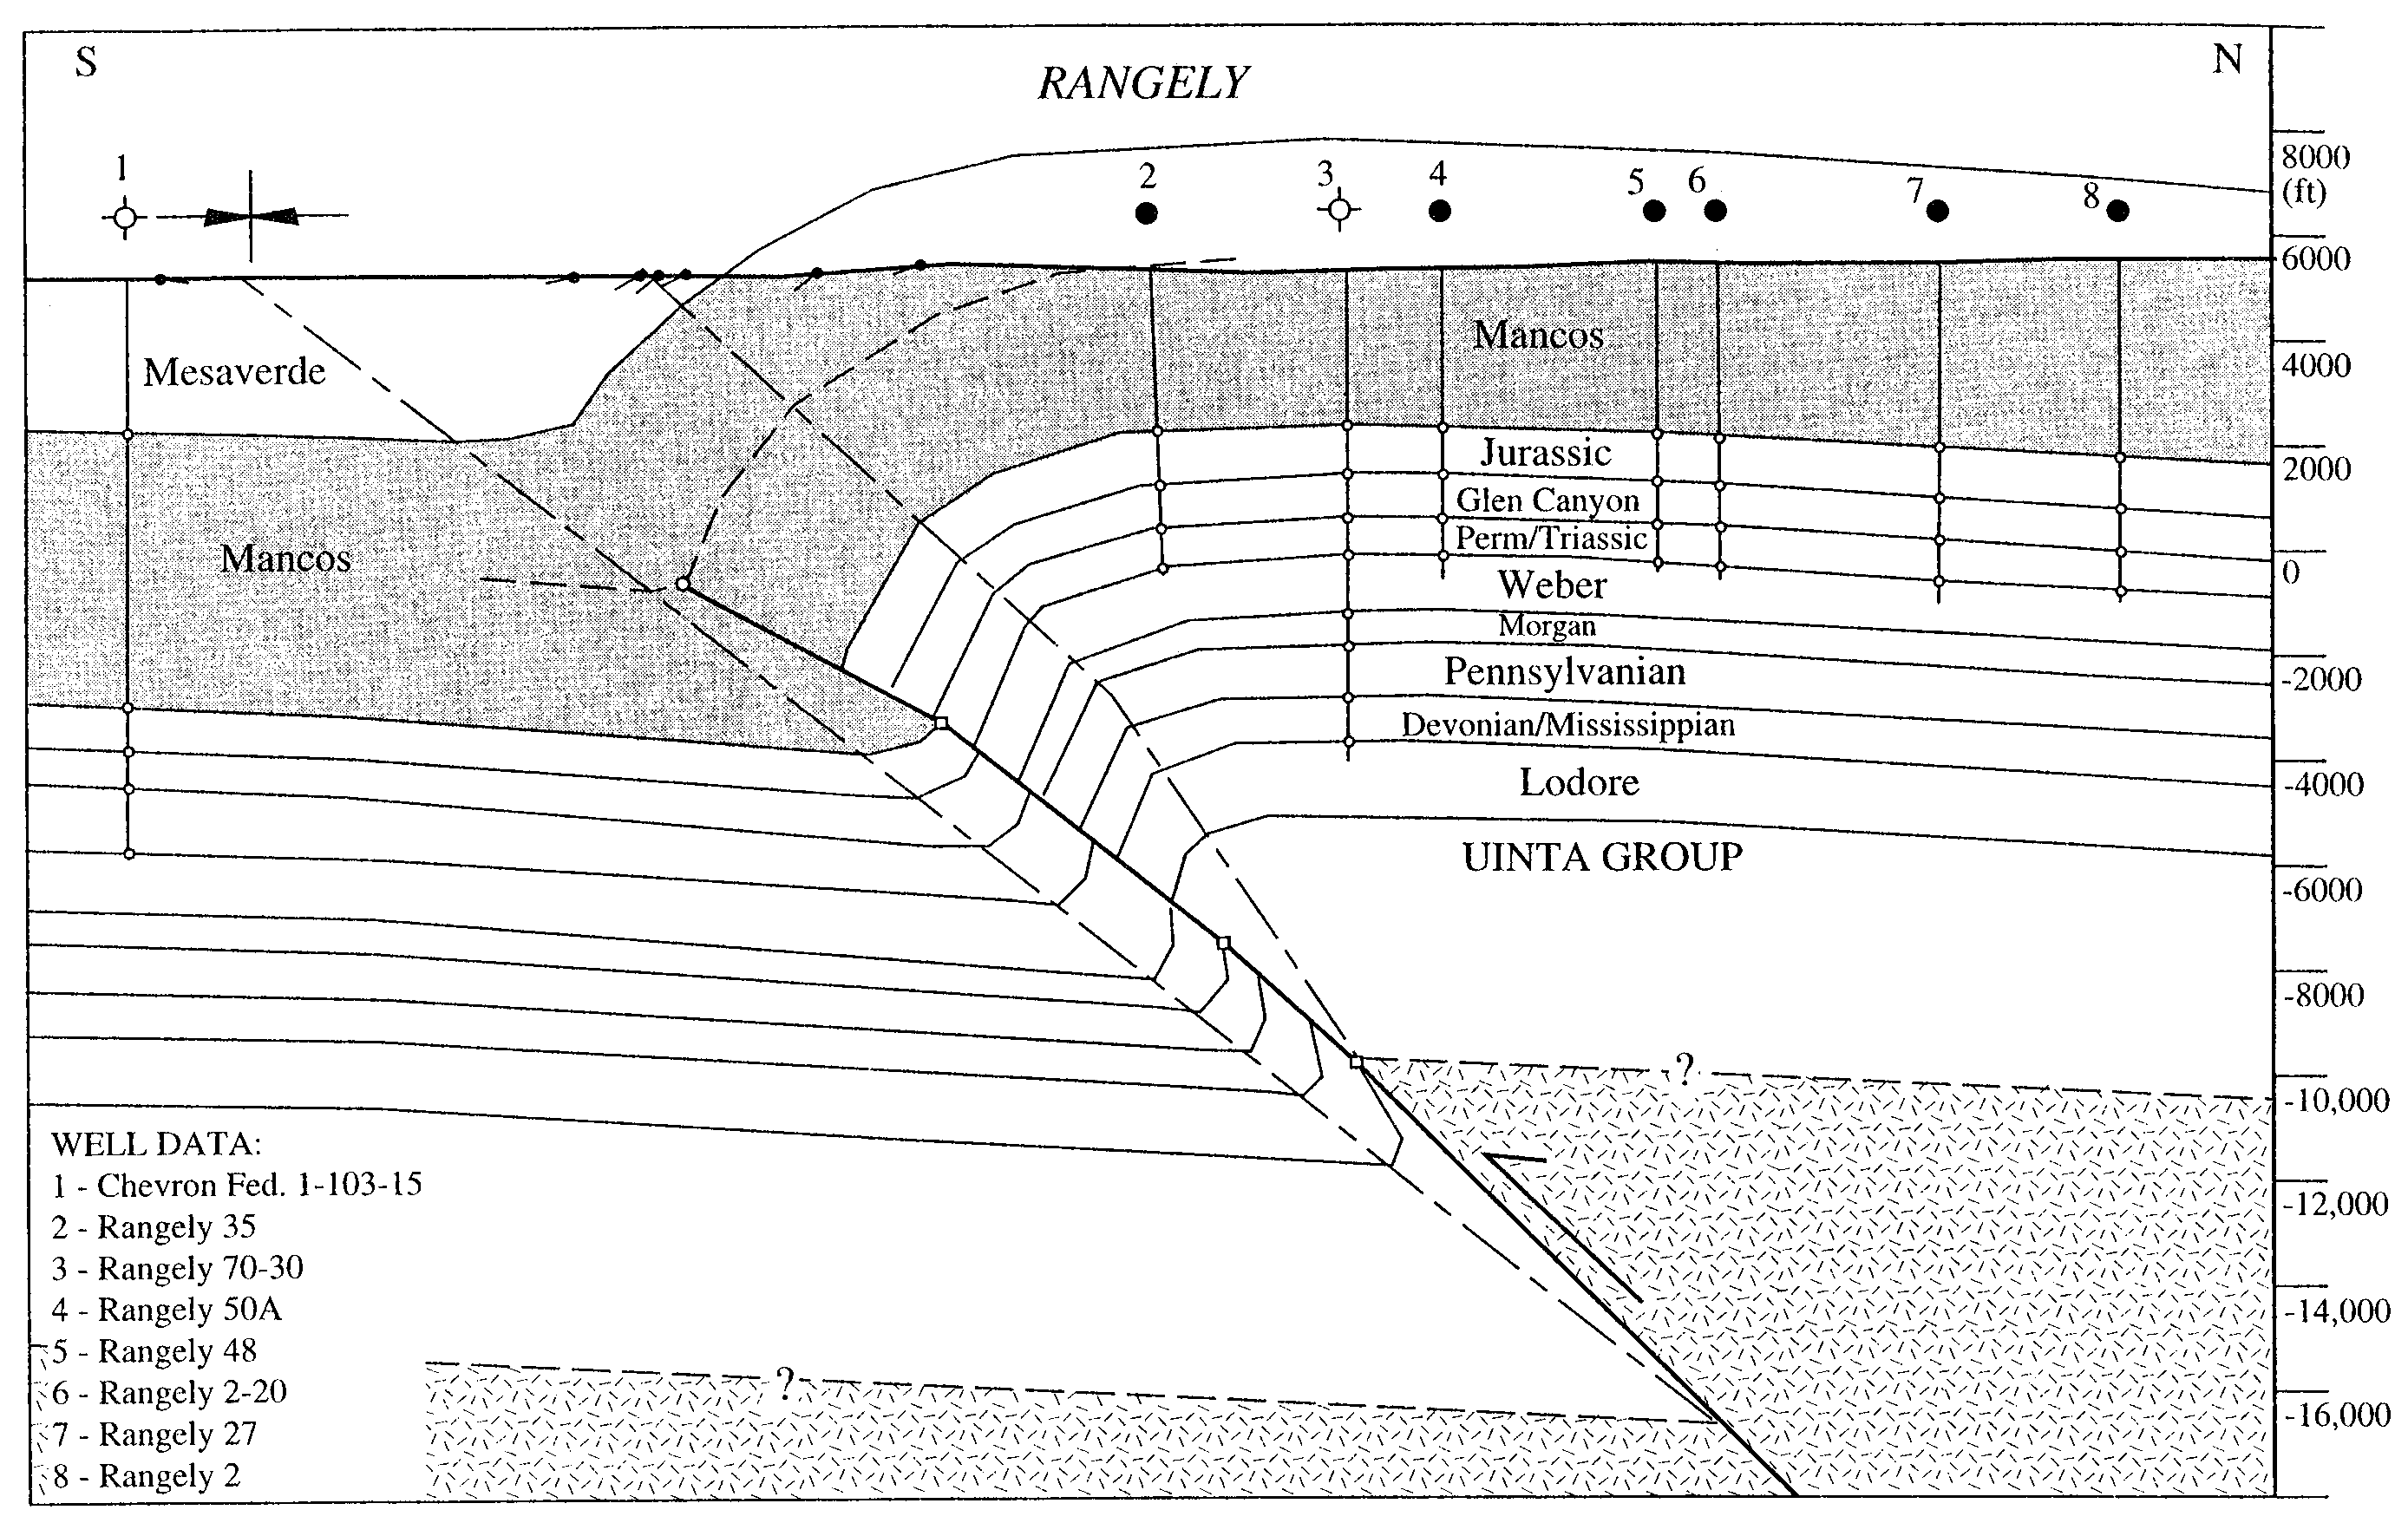 S
RANGELY
N
1
2
3
4
5
6
7
8
8000
(ft)
6000
4000
2000
0
-2000
-4000
-6000
-8000
-10,000
-12,000
-14,000
-16,000
Mesaverde
Mancos
Mancos
Jurassic
Glen Canyon
Perm/Triassic
Weber
Morgan
Pennsylvanian
Devonian/Mississippian
Lodore
UINTA GROUP
?
?
WELL DATA:
1 - Chevron Fed. 1-103-15
2 - Rangely 35
3 - Rangely 70-30
4 - Rangely 50A
5 - Rangely 48
6 - Rangely 2-20
7 - Rangely 27
8 - Rangely 2